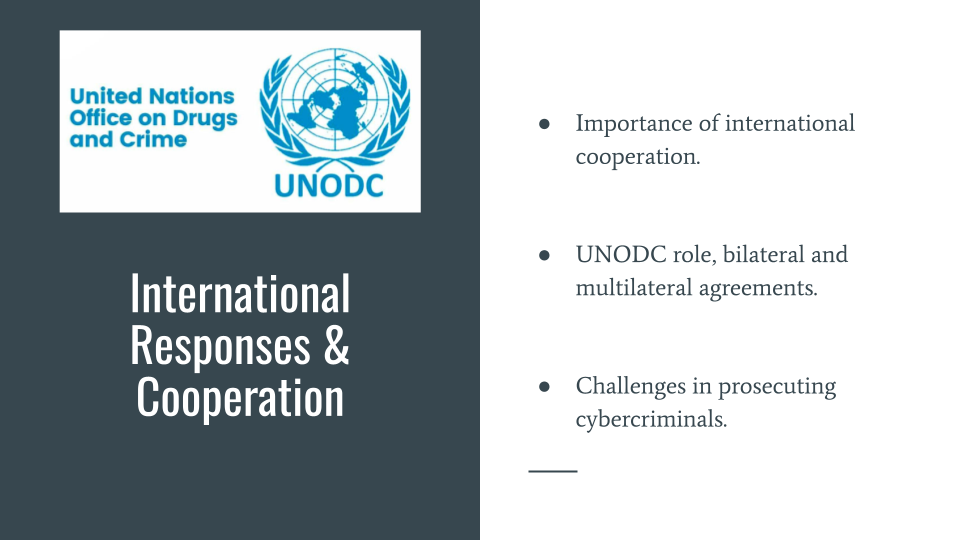 United Nations
Office on Drugs
and Crime
UNODC
International
Responses &
Cooperation
● Importance of international
cooperation.
● UNODC role, bilateral and
multilateral agreements.
● Challenges in prosecuting
cybercriminals.